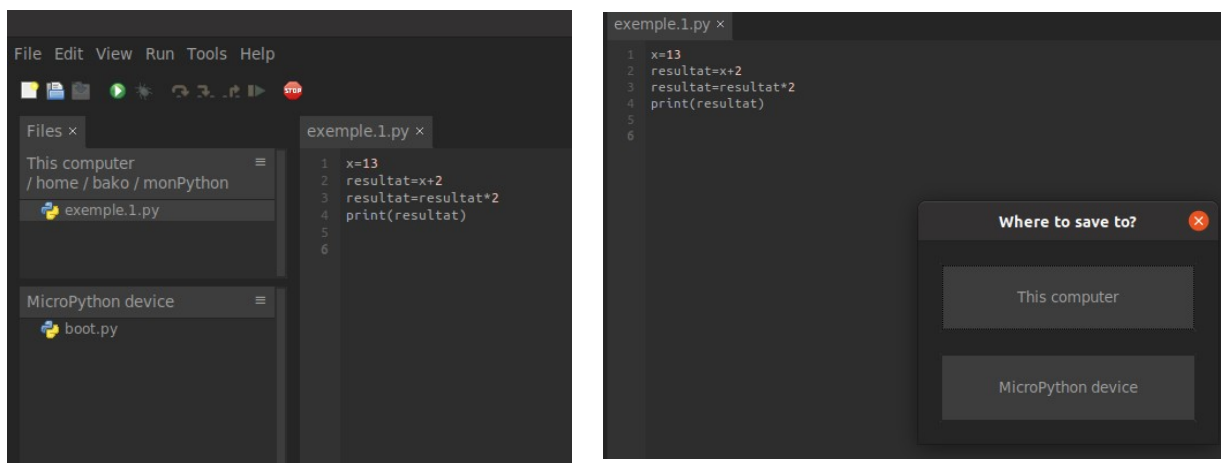 File Edit View Run Tools Help
STOP
Files ×
This computer
/ home / bako / monPython
exemple.1.py
MicroPython device
boot.py
exemple.1.py ×
1 x=13
2 resultat=x+2
3 resultat=resultat*2
4 print(resultat)
5
6
exemple.1.py ×
1 x=13
2 resultat=x+2
3 resultat=resultat*2
4 print(resultat)
5
6
Where to save to?
This computer
MicroPython device